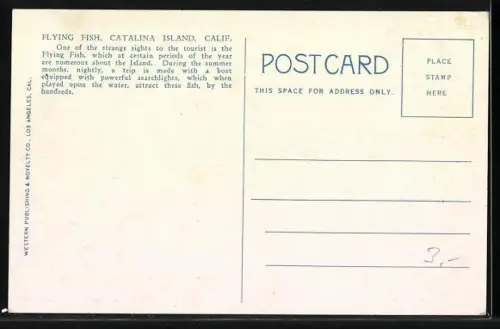 FLYING FISH, CATALINA ISLAND, CALIF.
One of the strange sights to the tourist is the
Flying Fish, which at certain periods of the year
are numerous about the Island. During the summer
months, nightly, a trip is made with a boat
equipped with powerful searchlights, which when
played upon the water, attract these fish, by the
hundreds.
WESTERN PUBLISHING & NOVELTY CO., LOS ANGELES, CAL.
POSTCARD
THIS SPACE FOR ADDRESS ONLY.
PLACE
STAMP
HERE
3,-